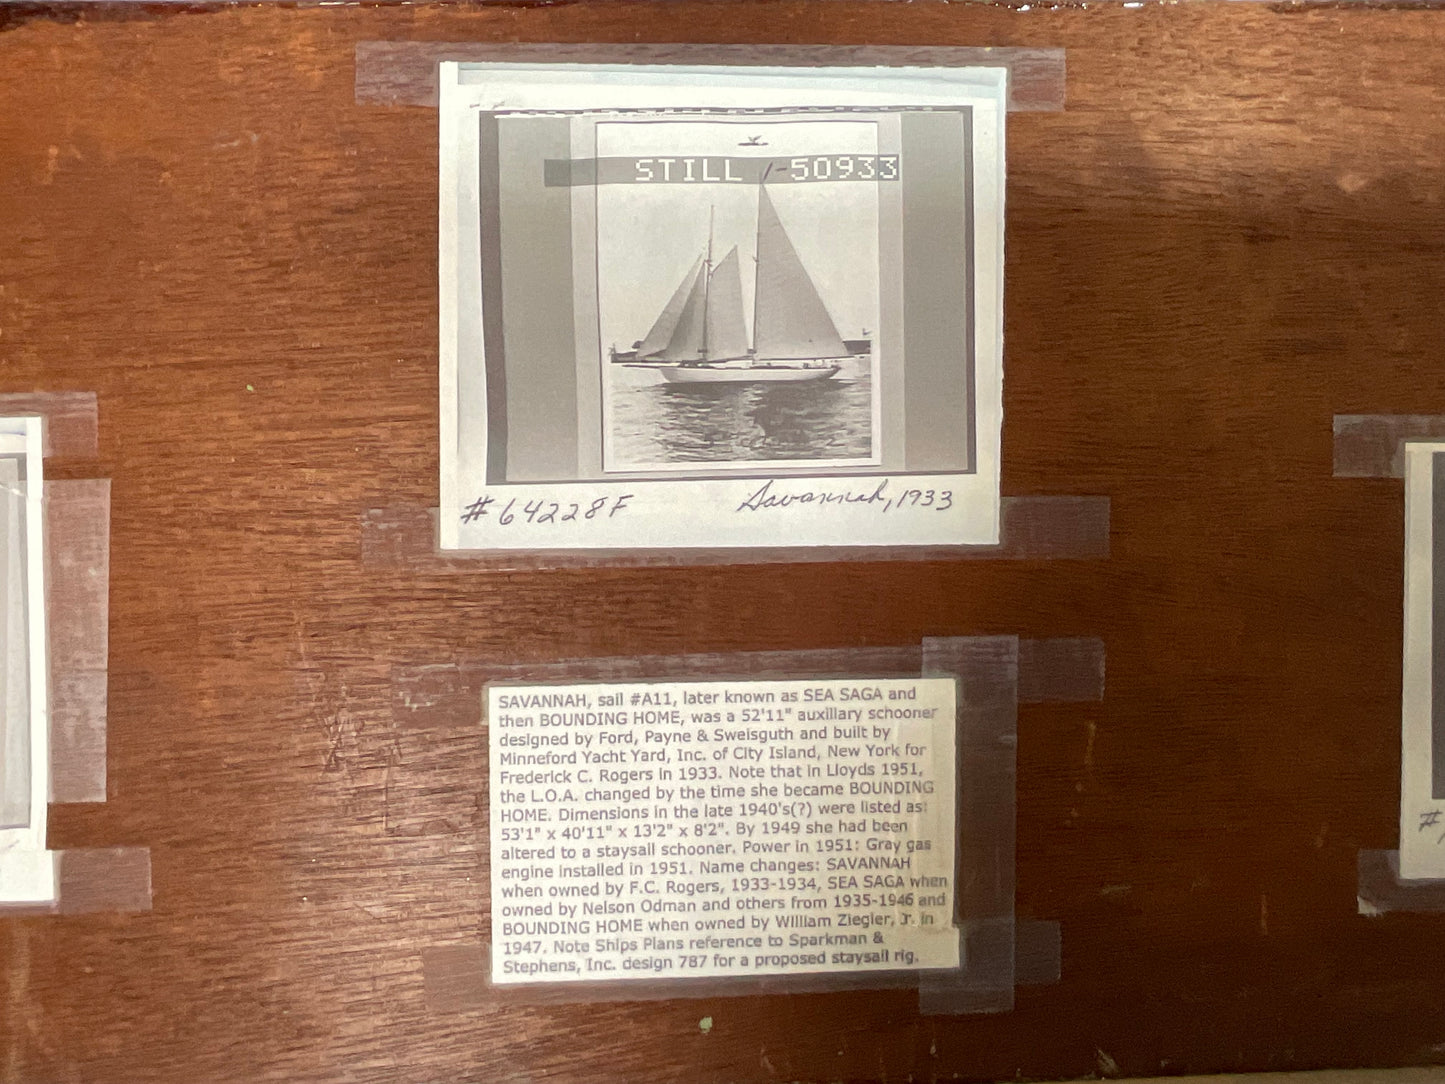 STILL 1-50933
#64228F Savannah, 1933
SAVANNAH, sail #A11, later known as SEA SAGA and
then BOUNDING HOME, was a 52'11" auxiliary schooner
designed by Ford, Payne & Sweisguth and built by
Minneford Yacht Yard, Inc. of City Island, New York for
Frederick C. Rogers in 1933. Note that in Lloyds 1951,
the L.O.A. changed by the time she became BOUNDING
HOME. Dimensions in the late 1940's(?) were listed as:
53'1" x 40'11" x 13'2" x 8'2". By 1949 she had been
altered to a staysail schooner. Power in 1951: Gray gas
engine installed in 1951. Name changes: SAVANNAH
when owned by F.C. Rogers, 1933-1934, SEA SAGA when
owned by Nelson Odman and others from 1935-1946 and
BOUNDING HOME when owned by William Ziegler, Jr. in
1947. Note Ships Plans reference to Sparkman &
Stephens, Inc. design 787 for a proposed staysail rig.
#